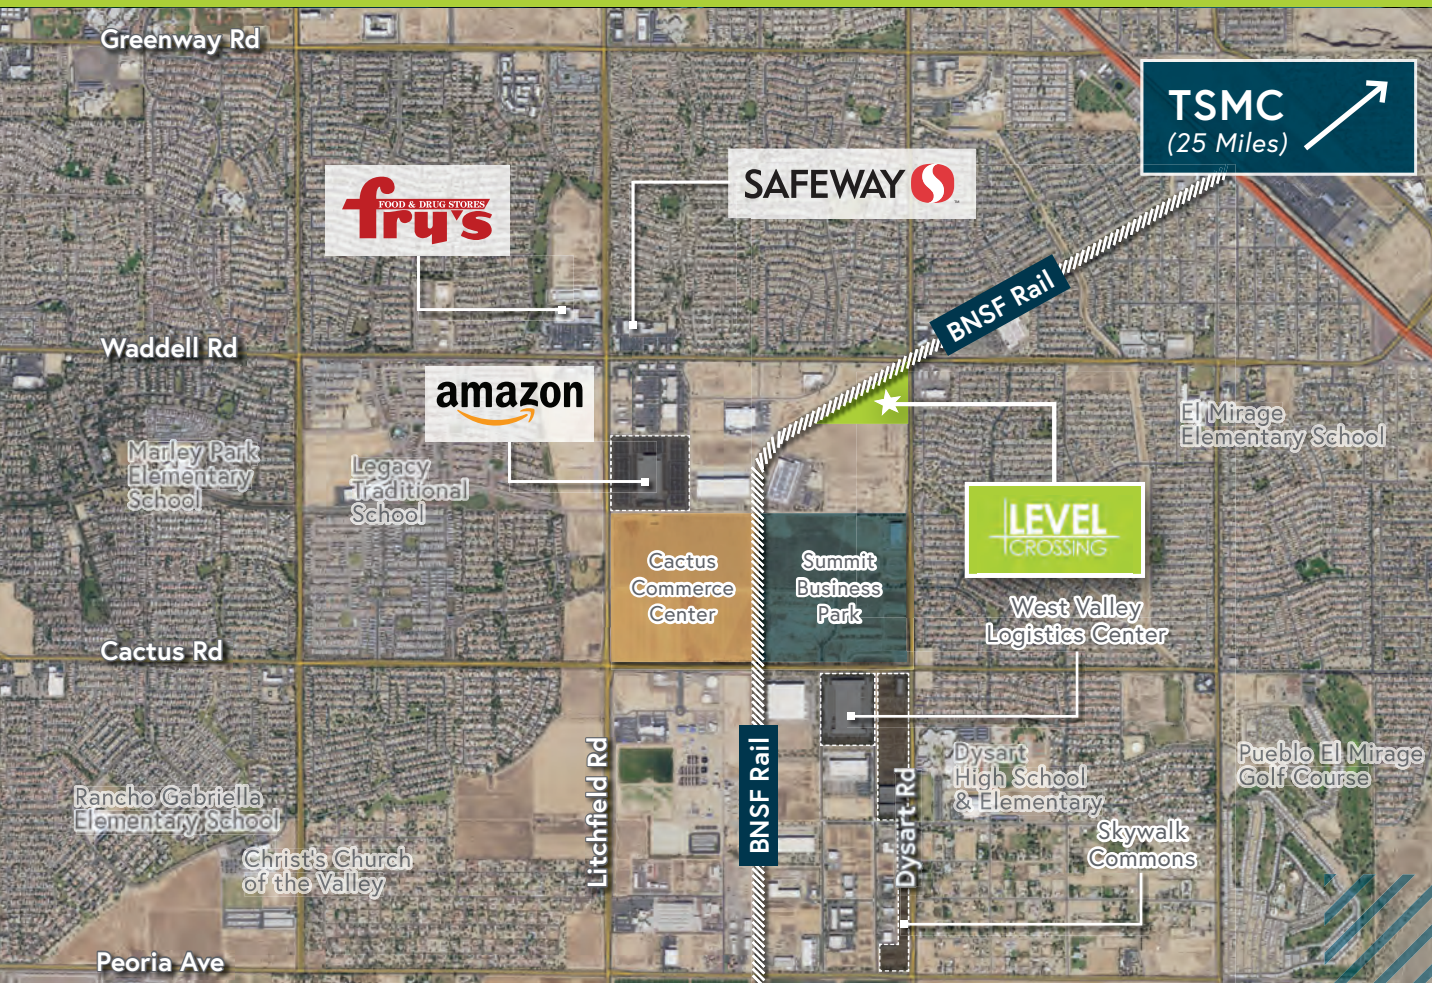 Greenway Rd
TSMC
(25 Miles)
FOOD & DRUG STORES
fry's
SAFEWAY
BNSF Rail
Waddell Rd
amazon
El Mirage
Elementary School
Marley Park
Elementary
School
Legacy
Traditional
School
LEVEL
CROSSING
Cactus
Commerce
Center
Summit
Business
Park
West Valley
Logistics Center
Cactus Rd
Litchfield Rd
BNSF Rail
Dysart Rd
Dysart
High School
& Elementary
Pueblo El Mirage
Golf Course
Rancho Gabriella
Elementary School
Skywalk
Commons
Christ's Church
of the Valley
Peoria Ave